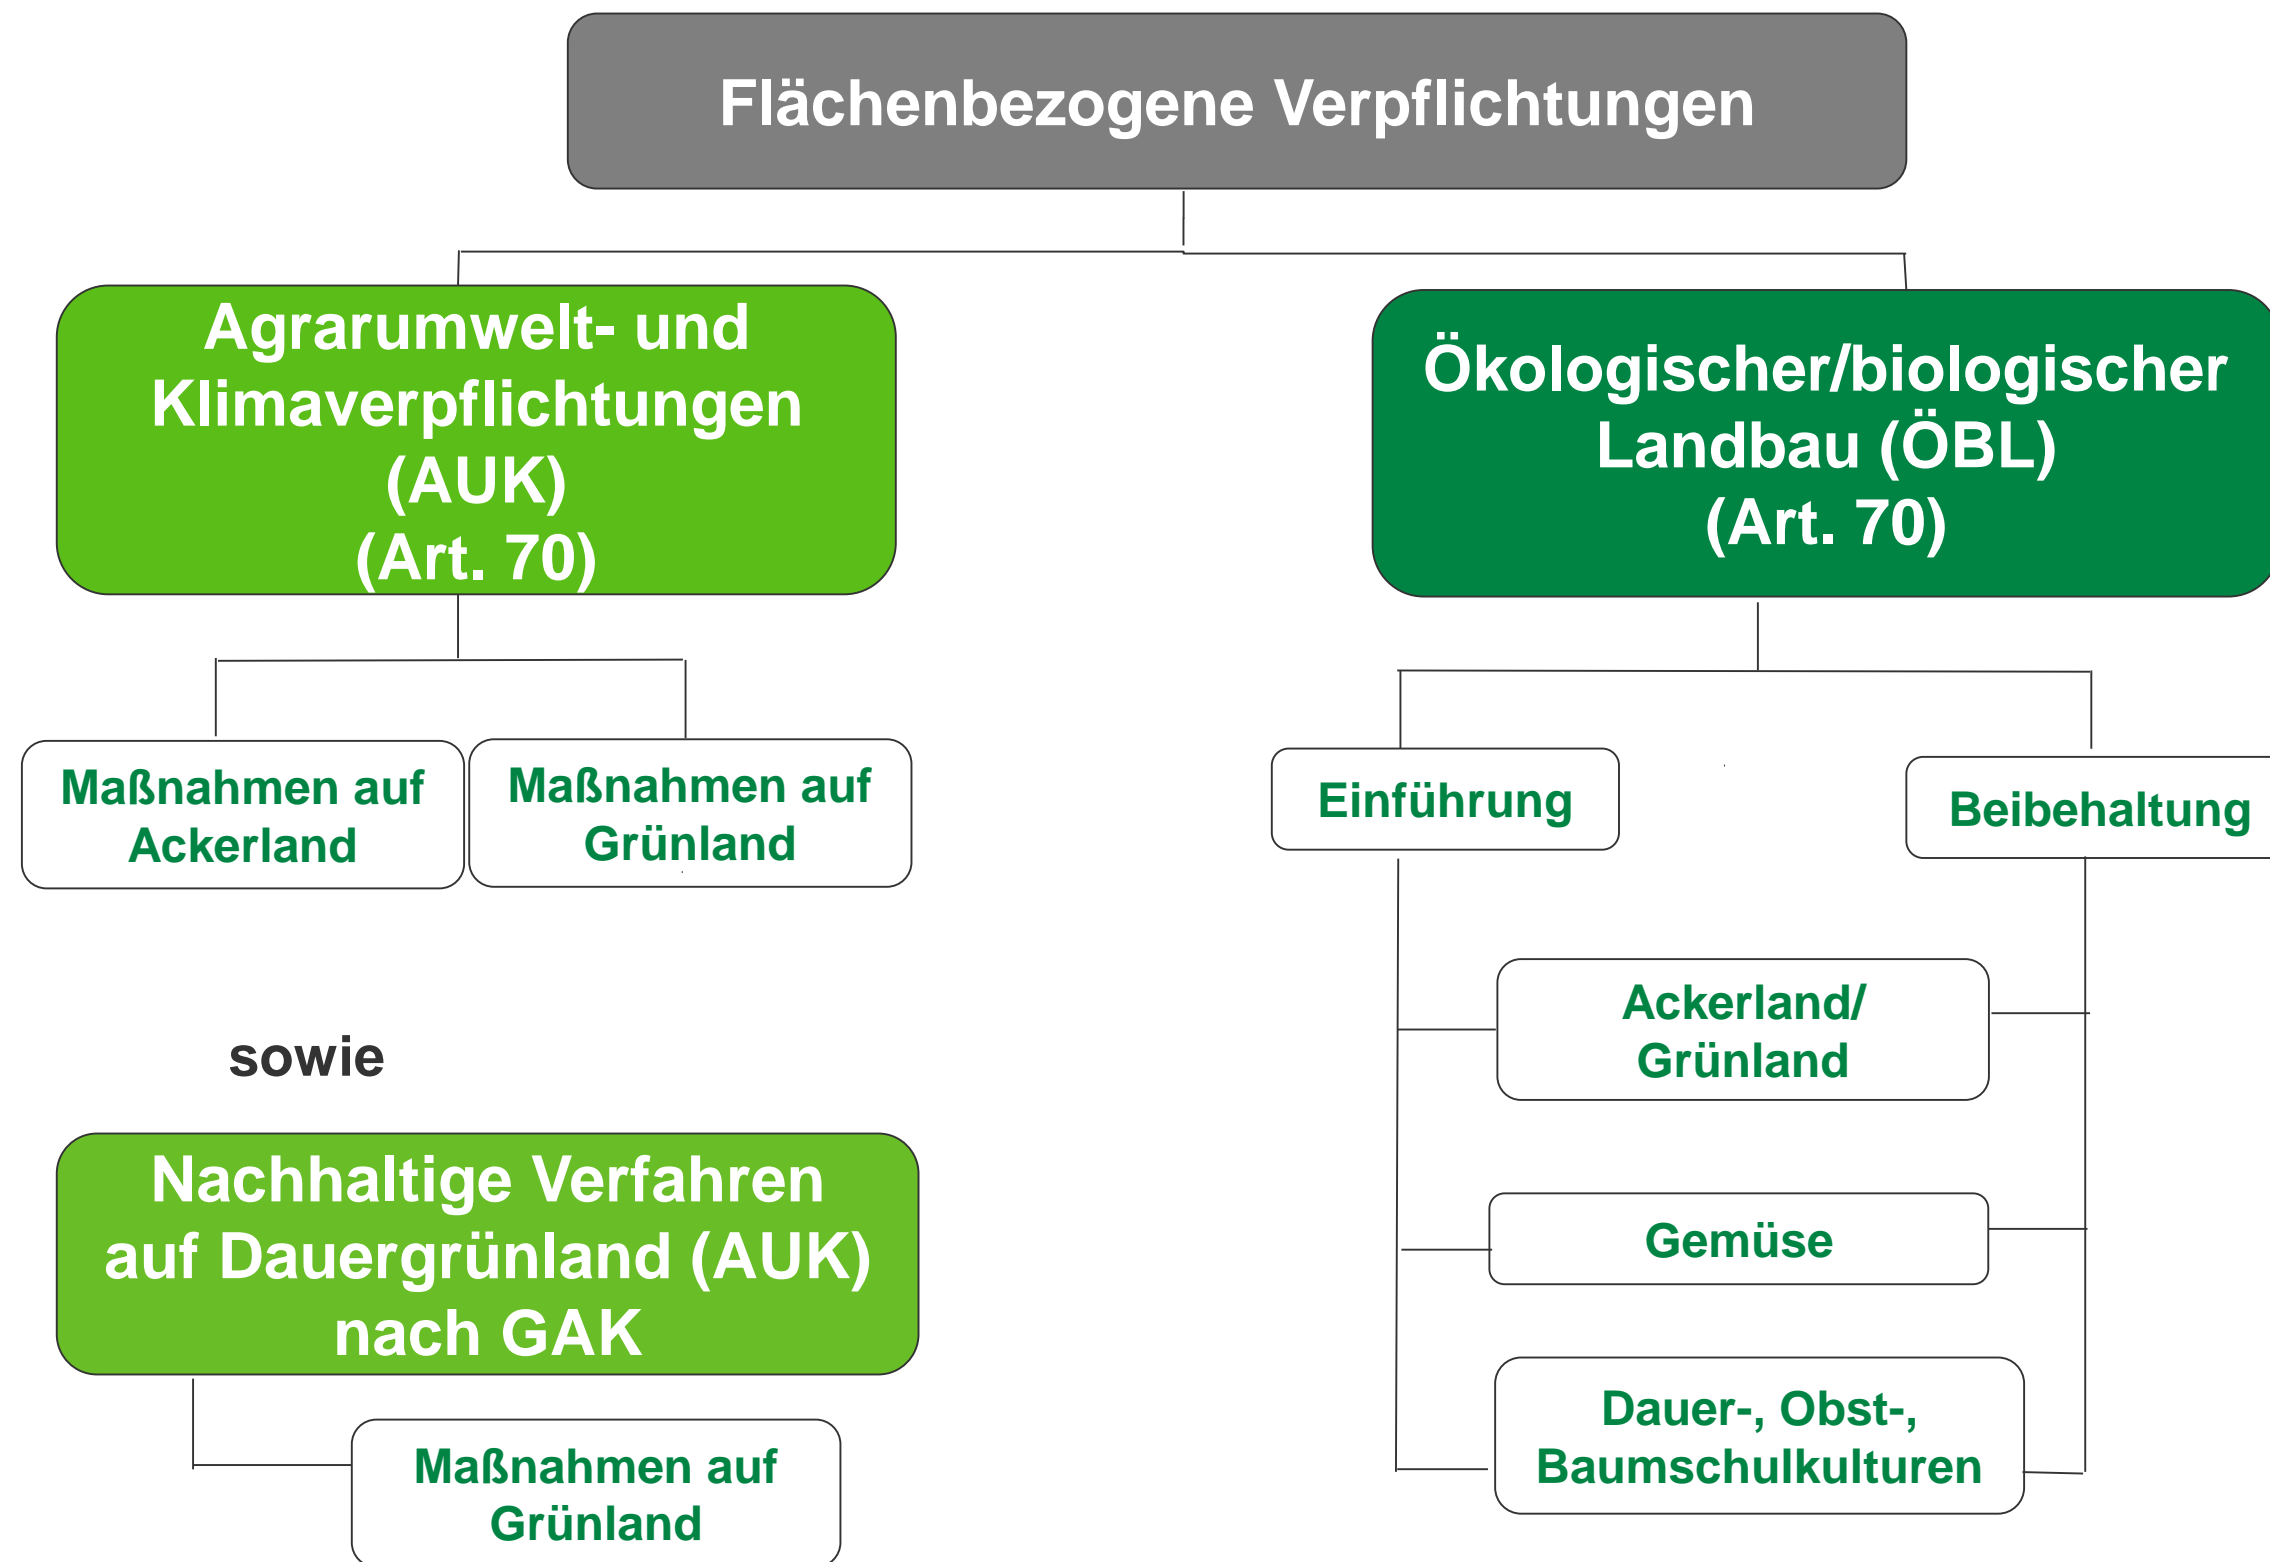 Flächenbezogene Verpflichtungen
Agrarumwelt- und
Klimaverpflichtungen
(AUK)
(Art. 70)
Ökologischer/biologischer
Landbau (ÖBL)
(Art. 70)
Maßnahmen auf
Ackerland
Maßnahmen auf
Grünland
Einführung
Beibehaltung
Ackerland/
Grünland
sowie
Nachhaltige Verfahren
auf Dauergrünland (AUK)
nach GAK
Gemüse
Dauer-, Obst-,
Baumschulkulturen
Maßnahmen auf
Grünland